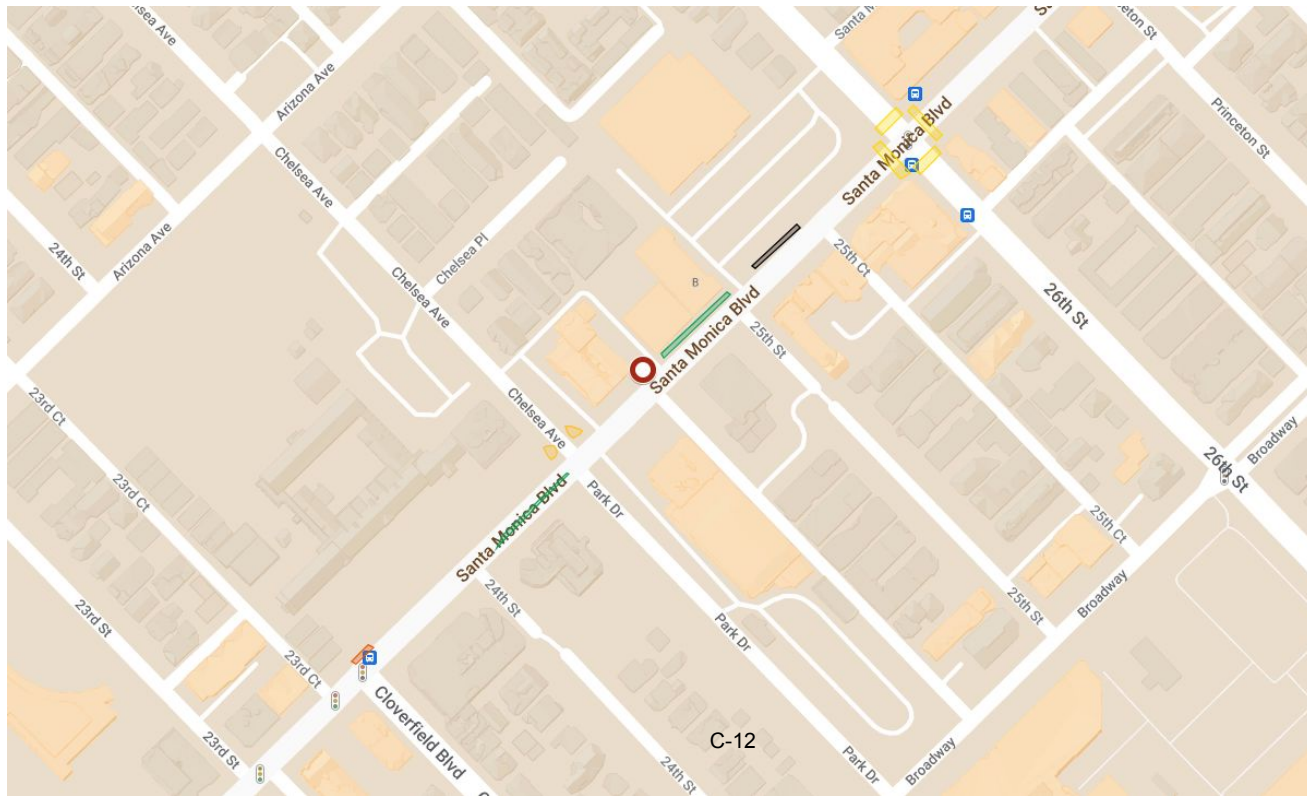 Chelsea Ave
Arizona Ave
Santa M
Princeton St
Princeton St
Santa Monica Blvd
Chelsea Ave
24th St
Arizona Ave
Chelsea Pl
25th Ct
B
Chelsea Ave
Santa Monica Blvd
26th St
25th St
23rd Ct
Chelsea Ave
26th St
Broadway
23rd Ct
Santa Monica Blvd
Park Dr
25th Ct
24th St
Broadway
25th St
23rd St
Park Dr
23rd Ct
Cloverfield Blvd
C-12
23rd St
24th St
Park Dr
Broadway